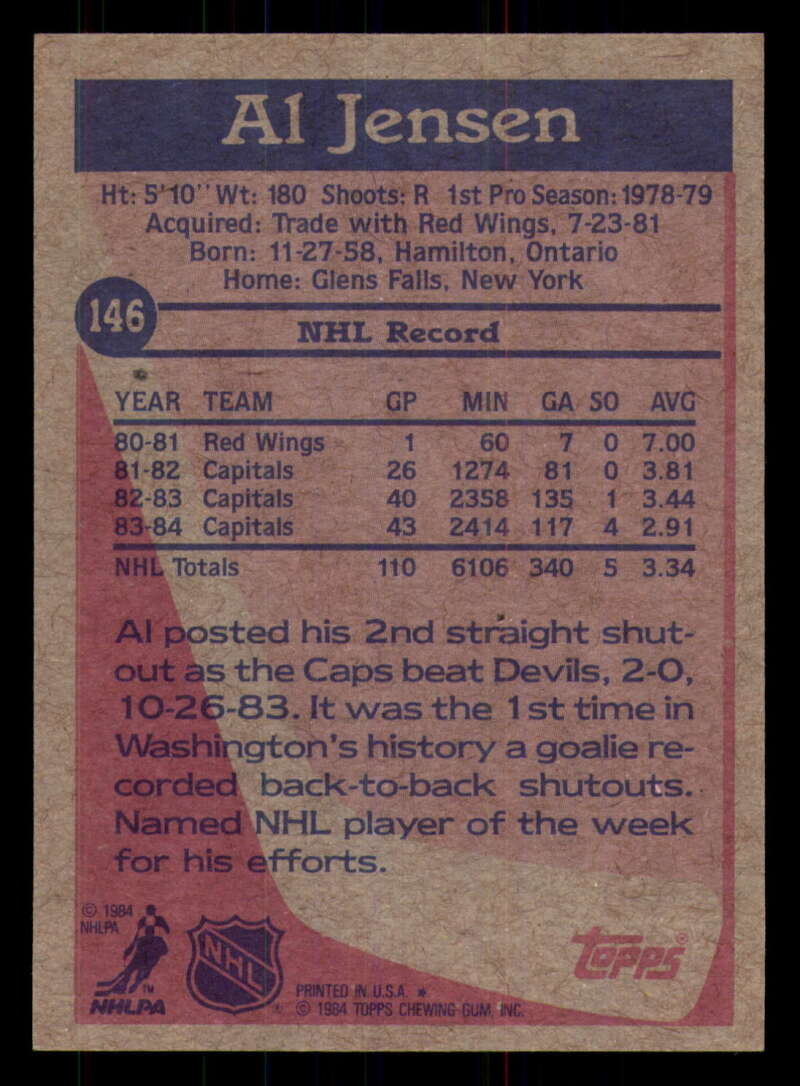 Al Jensen
Ht: 5'10" Wt: 180 Shoots: R 1st Pro Season: 1978-79
Acquired: Trade with Red Wings, 7-23-81
Born: 11-27-58, Hamilton, Ontario
Home: Glens Falls, New York
146
NHL Record
YEAR TEAM GP MIN GA SO AVG
80-81 Red Wings 1 60 7 0 7.00
81-82 Capitals 26 1274 81 0 3.81
82-83 Capitals 40 2358 135 1 3.44
83-84 Capitals 43 2414 117 4 2.91
NHL Totals 110 6106 340 5 3.34
Al posted his 2nd straight shut-
out as the Caps beat Devils, 2-0,
10-26-83. It was the 1st time in
Washington's history a goalie re-
corded back-to-back shutouts.
Named NHL player of the week
for his efforts.
© 1984
NHLPA
TM
NHLPA
NHL
®
topps®
PRINTED IN U.S.A. *
© 1984 TOPPS CHEWING GUM, INC.